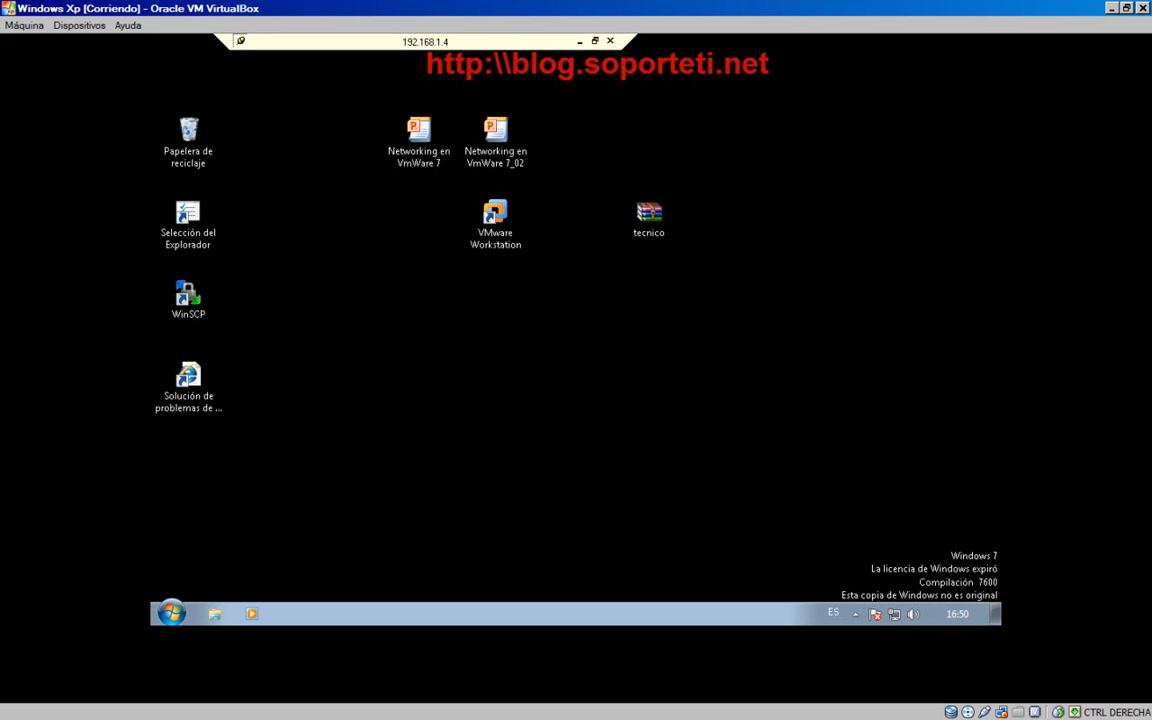 Windows Xp [Corriendo] - Oracle VM VirtualBox
Máquina Dispositivos Ayuda
192.168.1.4
http:\\blog.soporteti.net
Papelera de
reciclaje
Networking en
VmWare 7
Networking en
VmWare 7_02
Selección del
Explorador
VMware
Workstation
tecnico
WinSCP
Solución de
problemas de ...
Windows 7
La licencia de Windows expiró
Compilación 7600
Esta copia de Windows no es original
ES
16:50
CTRL DERECHA